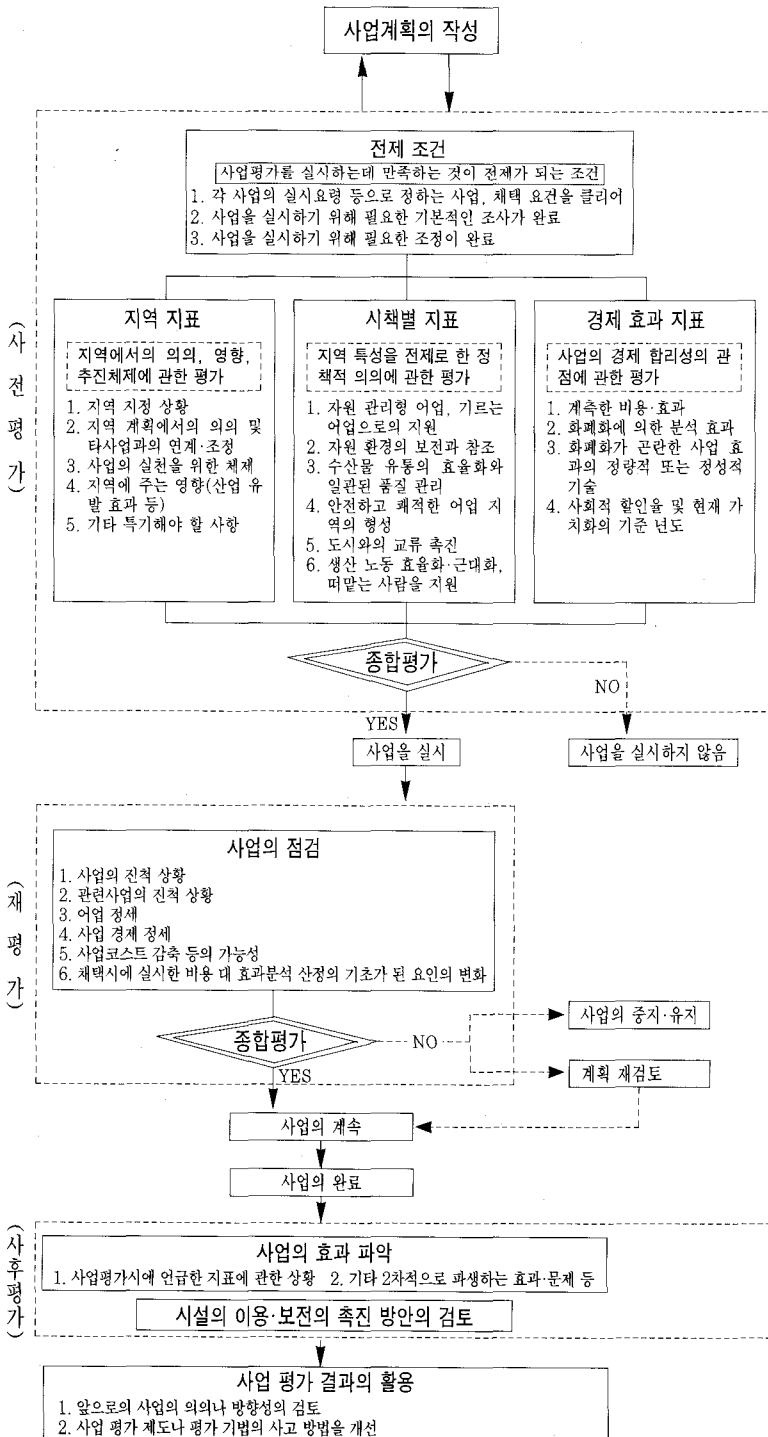 사업계획의 작성
(사전평가)
전제 조건
사업평가를 실시하는데 만족하는 것이 전제가 되는 조건
1. 각 사업의 실시요령 등으로 정하는 사업, 채택 요건을 클리어
2. 사업을 실시하기 위해 필요한 기본적인 조사가 완료
3. 사업을 실시하기 위해 필요한 조정이 완료
지역 지표
지역에서의 의의, 영향,
추진체제에 관한 평가
1. 지역 지정 상황
2. 지역 계획에서의 의의 및
타사업과의 연계·조정
3. 사업의 실천을 위한 체제
4. 지역에 주는 영향(산업 유
발 효과 등)
5. 기타 특기해야 할 사항
시책별 지표
지역 특성을 전제로 한 정
책적 의의에 관한 평가
1. 자원 관리형 어업, 기르는
어업으로의 지원
2. 자원 환경의 보전과 참조
3. 수산물 유통의 효율화와
일관된 품질 관리
4. 안전하고 쾌적한 어업 지
역의 형성
5. 도시와의 교류 촉진
6. 생산 노동 효율화·근대화,
떠맡는 사람을 지원
경제 효과 지표
사업의 경제 합리성의 관
점에 관한 평가
1. 계측한 비용·효과
2. 화폐화에 의한 분석 효과
3. 화폐화가 곤란한 사업 효
과의 정량적 또는 정성적
기술
4. 사회적 할인율 및 현재 가
치화의 기준 년도
종합평가
NO
YES
사업을 실시
사업을 실시하지 않음
(재평가)
사업의 점검
1. 사업의 진척 상황
2. 관련사업의 진척 상황
3. 어업 정세
4. 사업 경제 정세
5. 사업코스트 감축 등의 가능성
6. 채택시에 실시한 비용 대 효과분석 산정의 기초가 된 요인의 변화
종합평가
NO
사업의 중지·유지
계획 재검토
YES
사업의 계속
사업의 완료
(사후평가)
사업의 효과 파악
1. 사업평가시에 언급한 지표에 관한 상황 2. 기타 2차적으로 파생하는 효과·문제 등
시설의 이용·보전의 촉진 방안의 검토
사업 평가 결과의 활용
1. 앞으로의 사업의 의의나 방향성의 검토
2. 사업 평가 제도나 평가 기법의 사고 방법을 개선